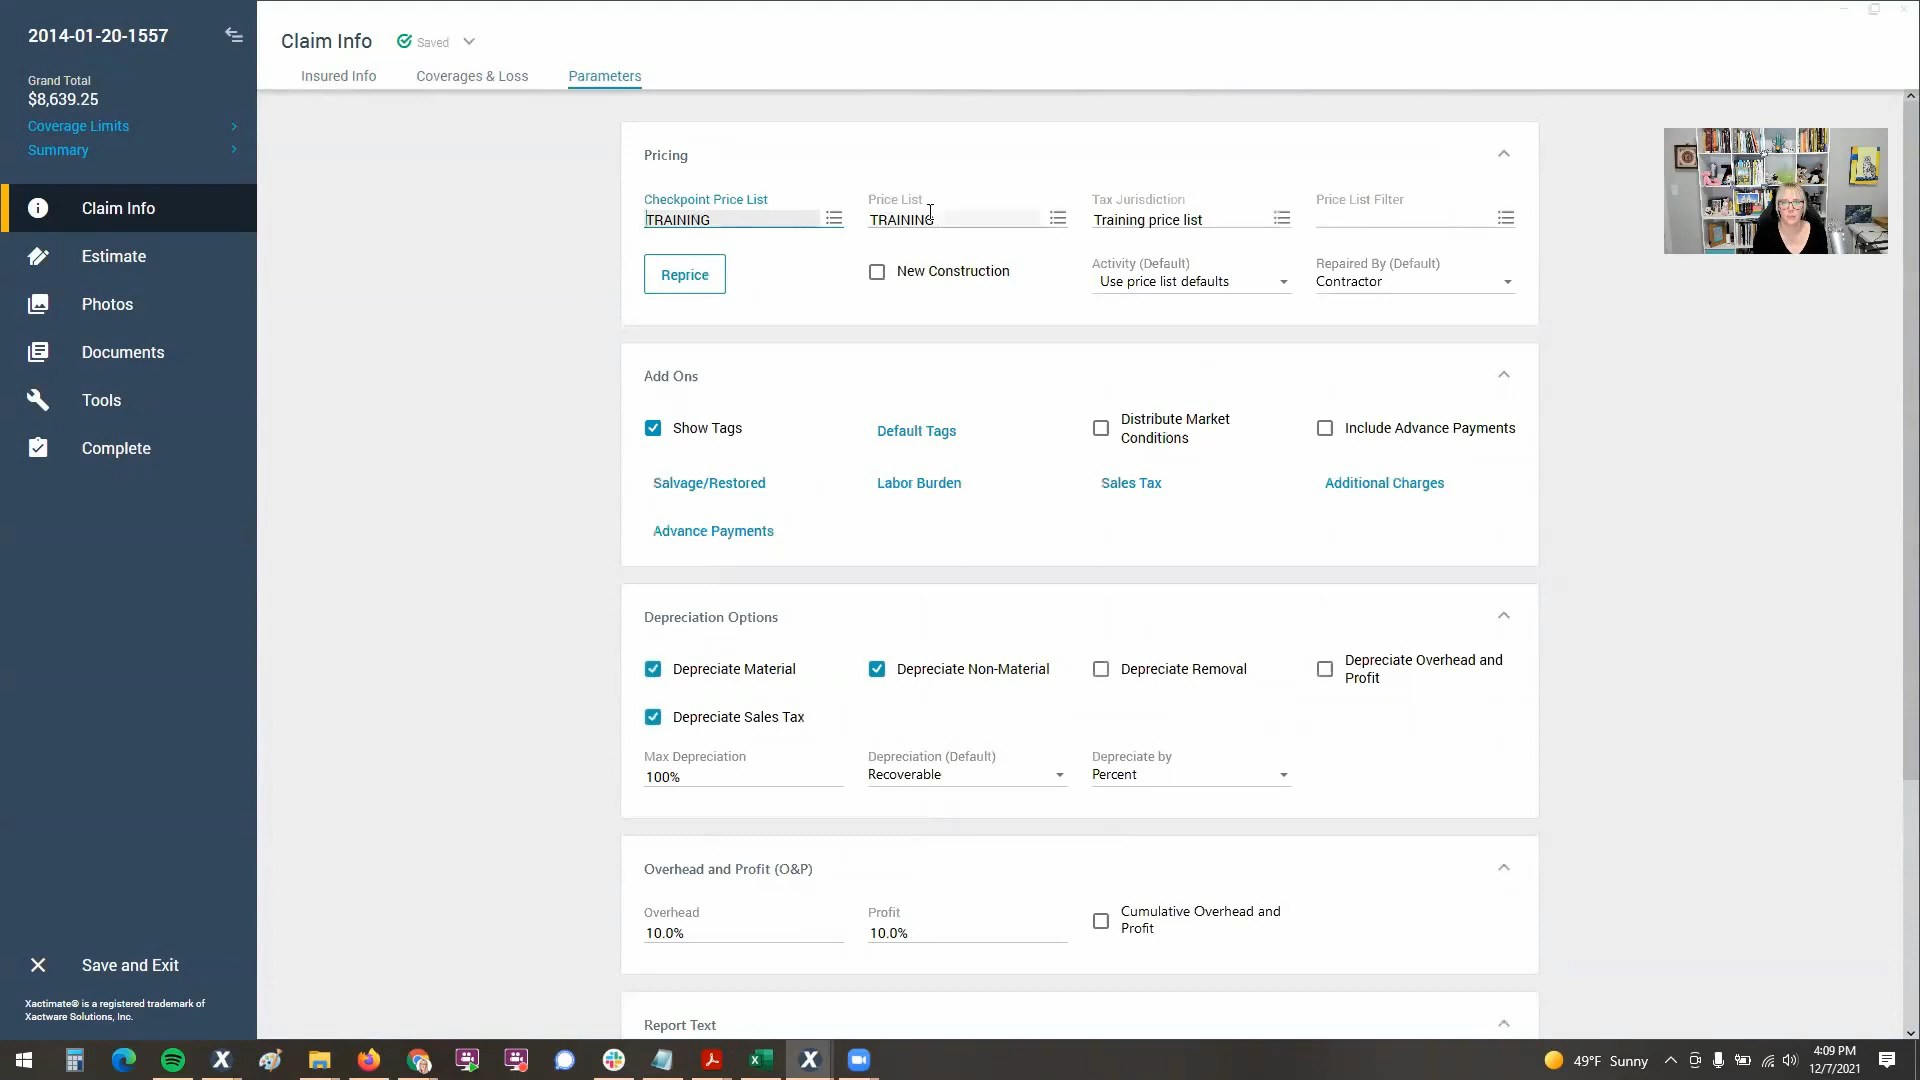 2014-01-20-1557
Grand Total
$8,639.25
Coverage Limits
Summary
Claim Info
Estimate
Photos
Documents
Tools
Complete
Save and Exit
Xactimate® is a registered trademark of
Xactware Solutions, Inc.
Claim Info
Saved
Insured Info
Coverages & Loss
Parameters
Pricing
Checkpoint Price List
TRAINING
Price List
TRAINING
Tax Jurisdiction
Training price list
Price List Filter
Reprice
New Construction
Activity (Default)
Use price list defaults
Repaired By (Default)
Contractor
Add Ons
Show Tags
Default Tags
Distribute Market
Conditions
Include Advance Payments
Salvage/Restored
Labor Burden
Sales Tax
Additional Charges
Advance Payments
Depreciation Options
Depreciate Material
Depreciate Non-Material
Depreciate Removal
Depreciate Overhead and
Profit
Depreciate Sales Tax
Max Depreciation
100%
Depreciation (Default)
Recoverable
Depreciate by
Percent
Overhead and Profit (O&P)
Overhead
10.0%
Profit
10.0%
Cumulative Overhead and
Profit
Report Text
49°F Sunny
4:09 PM
12/7/2021